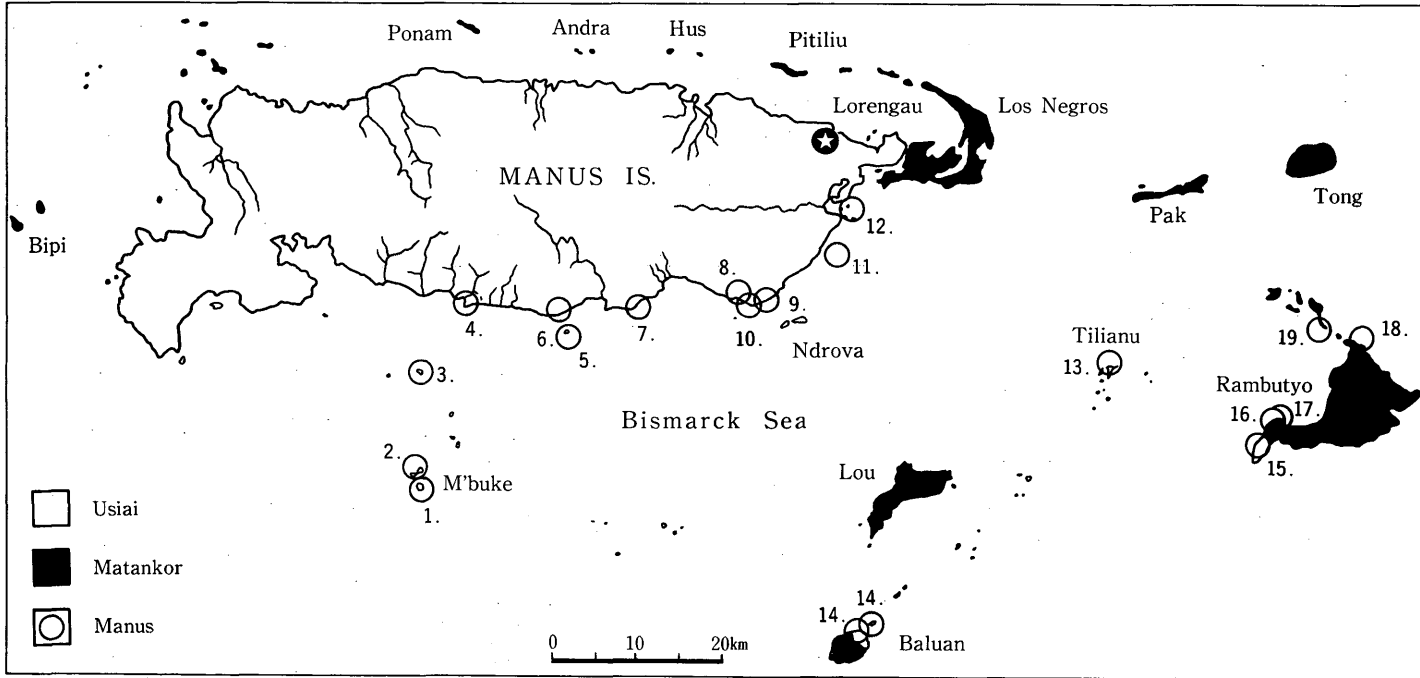 Ponam
Andra
Hus
Pitiliu
Lorengau
Los Negros
MANUS IS.
Pak
Tong
Bipi
12.
11.
8.
9.
10.
7.
6.
5.
4.
Ndrova
3.
Tilianu
13.
19.
18.
Rambutyo
16.
17.
15.
Bismarck Sea
2.
M'buke
1.
Lou
14.
14.
Baluan
Usiai
Matankor
Manus
0 10 20km